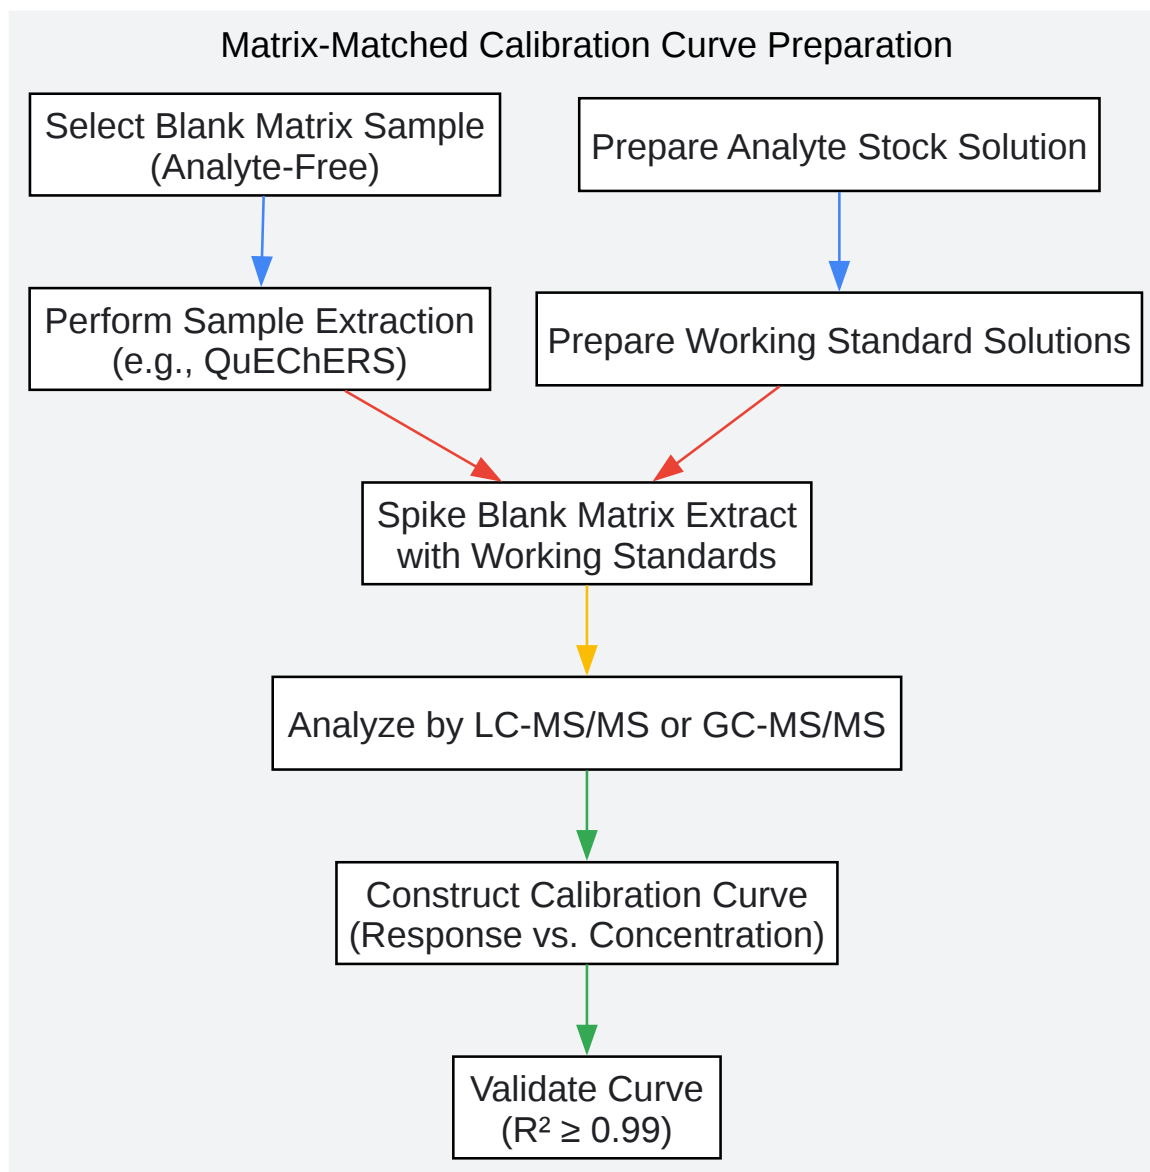 Matrix-Matched Calibration Curve Preparation
Select Blank Matrix Sample
(Analyte-Free)
Prepare Analyte Stock Solution
Perform Sample Extraction
(e.g., QuEChERS)
Prepare Working Standard Solutions
Spike Blank Matrix Extract
with Working Standards
Analyze by LC-MS/MS or GC-MS/MS
Construct Calibration Curve
(Response vs. Concentration)
Validate Curve
(R² ≥ 0.99)